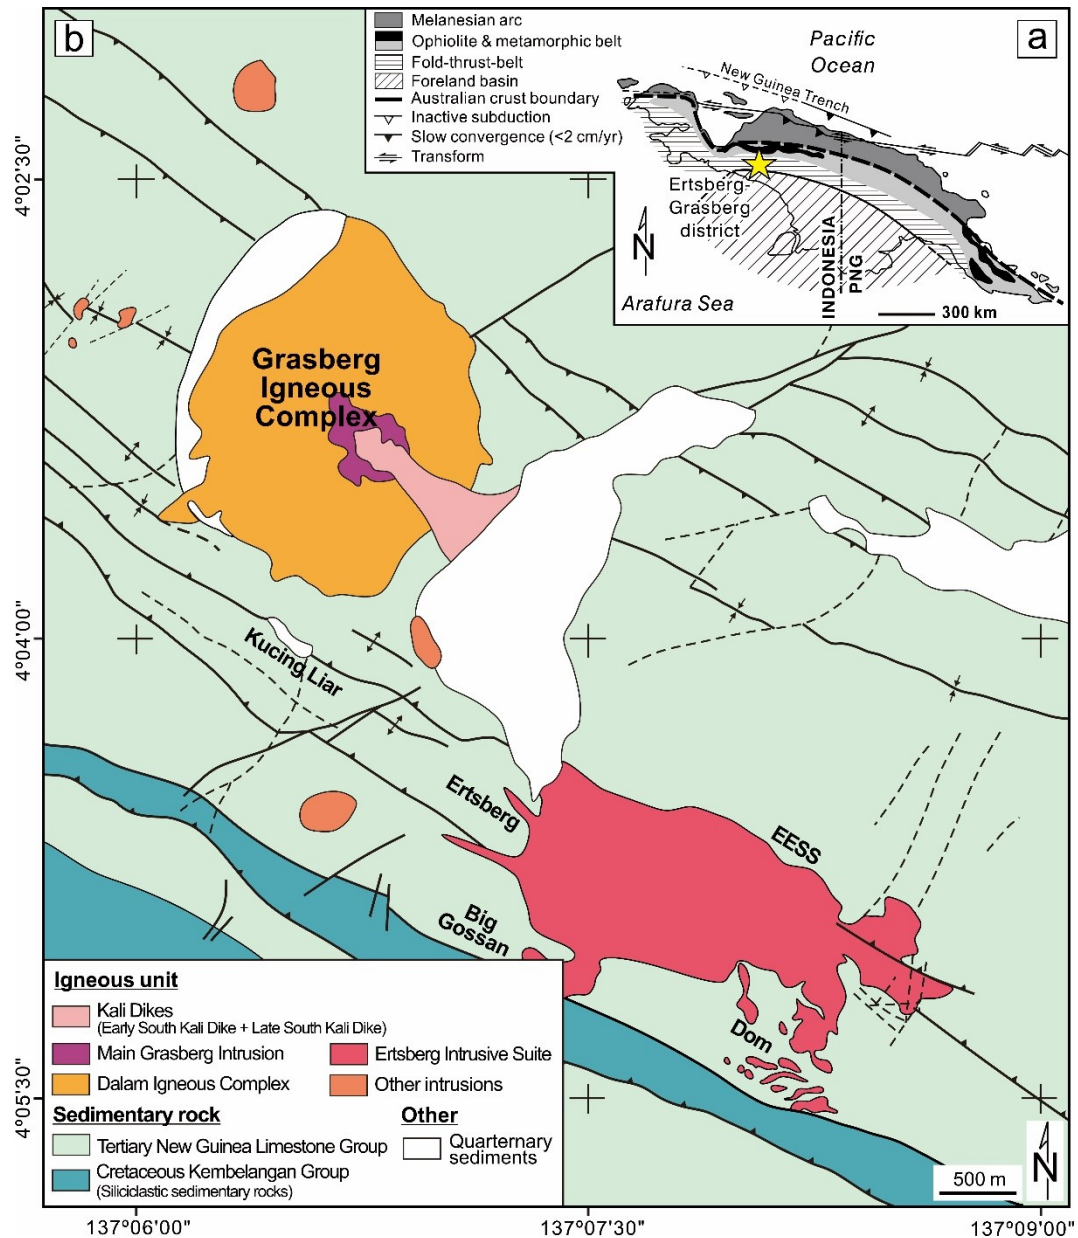 b
a
Melanesian arc
Ophiolite & metamorphic belt
Fold-thrust-belt
Foreland basin
Australian crust boundary
Inactive subduction
Slow convergence (<2 cm/yr)
Transform
Pacific
Ocean
New Guinea Trench
Ertsberg-
Grasberg
district
N
INDONESIA
PNG
Arafura Sea
300 km
4°02'30"
4°04'00"
4°05'30"
Grasberg
Igneous
Complex
Kucing Liar
Ertsberg
EESS
Big
Gossan
Dom
Igneous unit
Kali Dikes
(Early South Kali Dike + Late South Kali Dike)
Main Grasberg Intrusion
Ertsberg Intrusive Suite
Dalam Igneous Complex
Other intrusions
Sedimentary rock
Other
Tertiary New Guinea Limestone Group
Quarternary
sediments
Cretaceous Kembelangan Group
(Siliciclastic sedimentary rocks)
500 m
N
137°06'00"
137°07'30"
137°09'00"